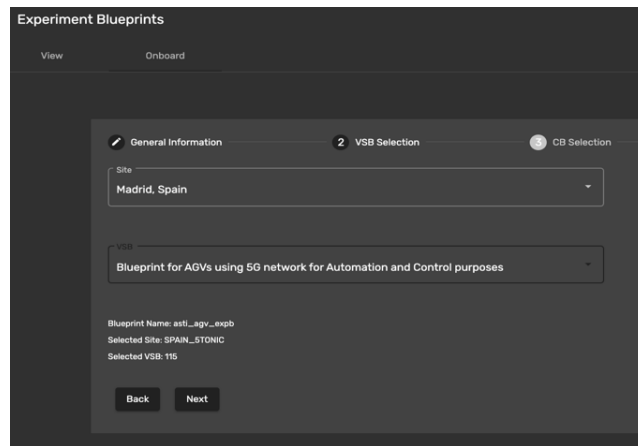 Experiment Blueprints
View Onboard
General Information 2 VSB Selection 3 CB Selection
Site
Madrid, Spain
VSB
Blueprint for AGVs using 5G network for Automation and Control purposes
Blueprint Name: asti_agv_expb
Selected Site: SPAIN_5TONIC
Selected VSB: 115
Back Next